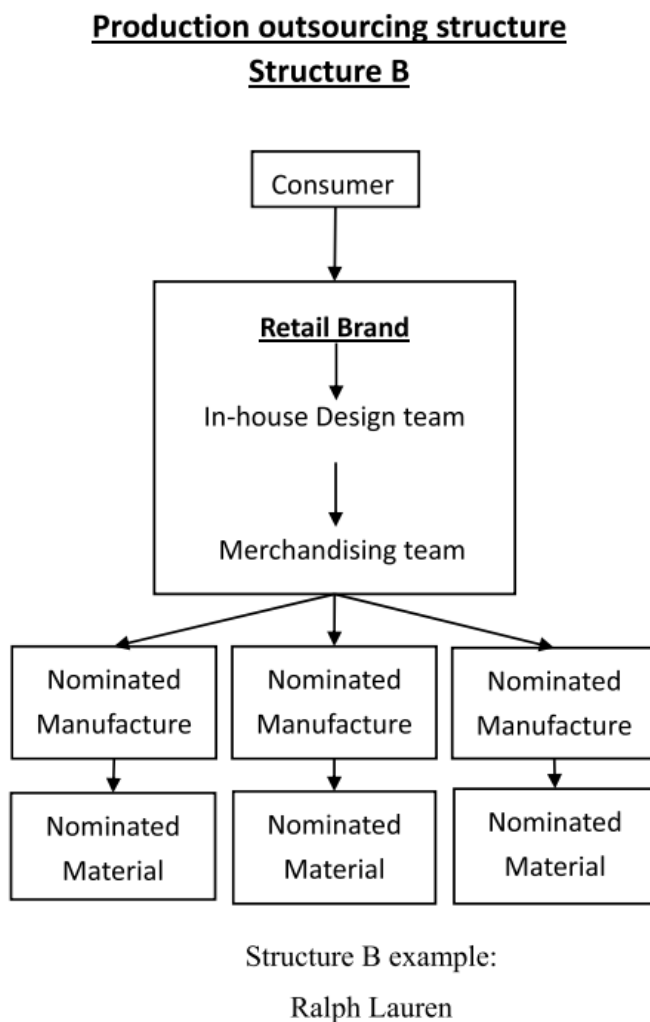 Production outsourcing structure
Structure B
Consumer
Retail Brand
In-house Design team
Merchandising team
Nominated
Manufacture
Nominated
Manufacture
Nominated
Manufacture
Nominated
Material
Nominated
Material
Nominated
Material
Structure B example:
Ralph Lauren